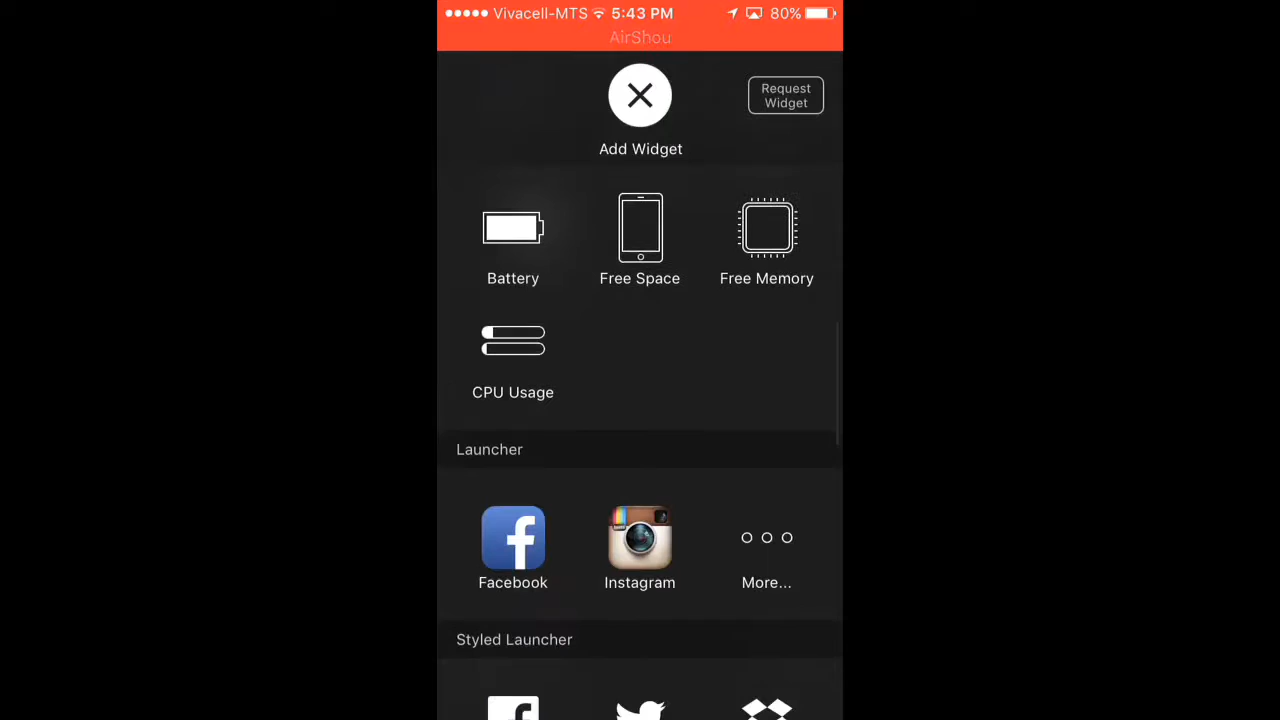 Vivacell-MTS 5:43 PM 80%
AirShou
Request
Widget
Add Widget
Battery Free Space Free Memory
CPU Usage
Launcher
Facebook Instagram More...
Styled Launcher